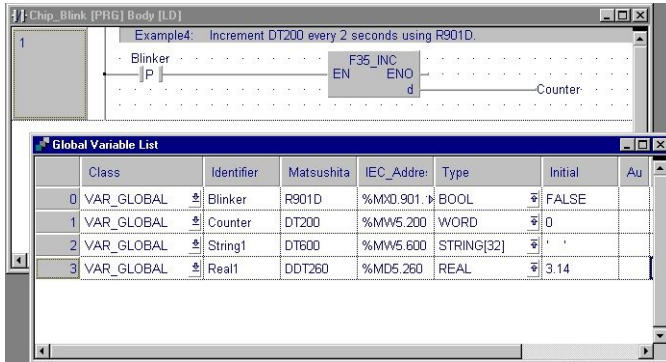 Chip_Blink [PRG] Body [LD]
1
Example4: Increment DT200 every 2 seconds using R901D.
Blinker
P
F35_INC
EN ENO
d
Counter
Global Variable List
Class Identifier Matsushita IEC_Addre: Type Initial Au
0 VAR_GLOBAL Blinker R901D %MX0.901. BOOL FALSE
1 VAR_GLOBAL Counter DT200 %MW5.200 WORD 0
2 VAR_GLOBAL String1 DT600 %MW5.600 STRING[32] ' '
3 VAR_GLOBAL Real1 DDT260 %MD5.260 REAL 3.14